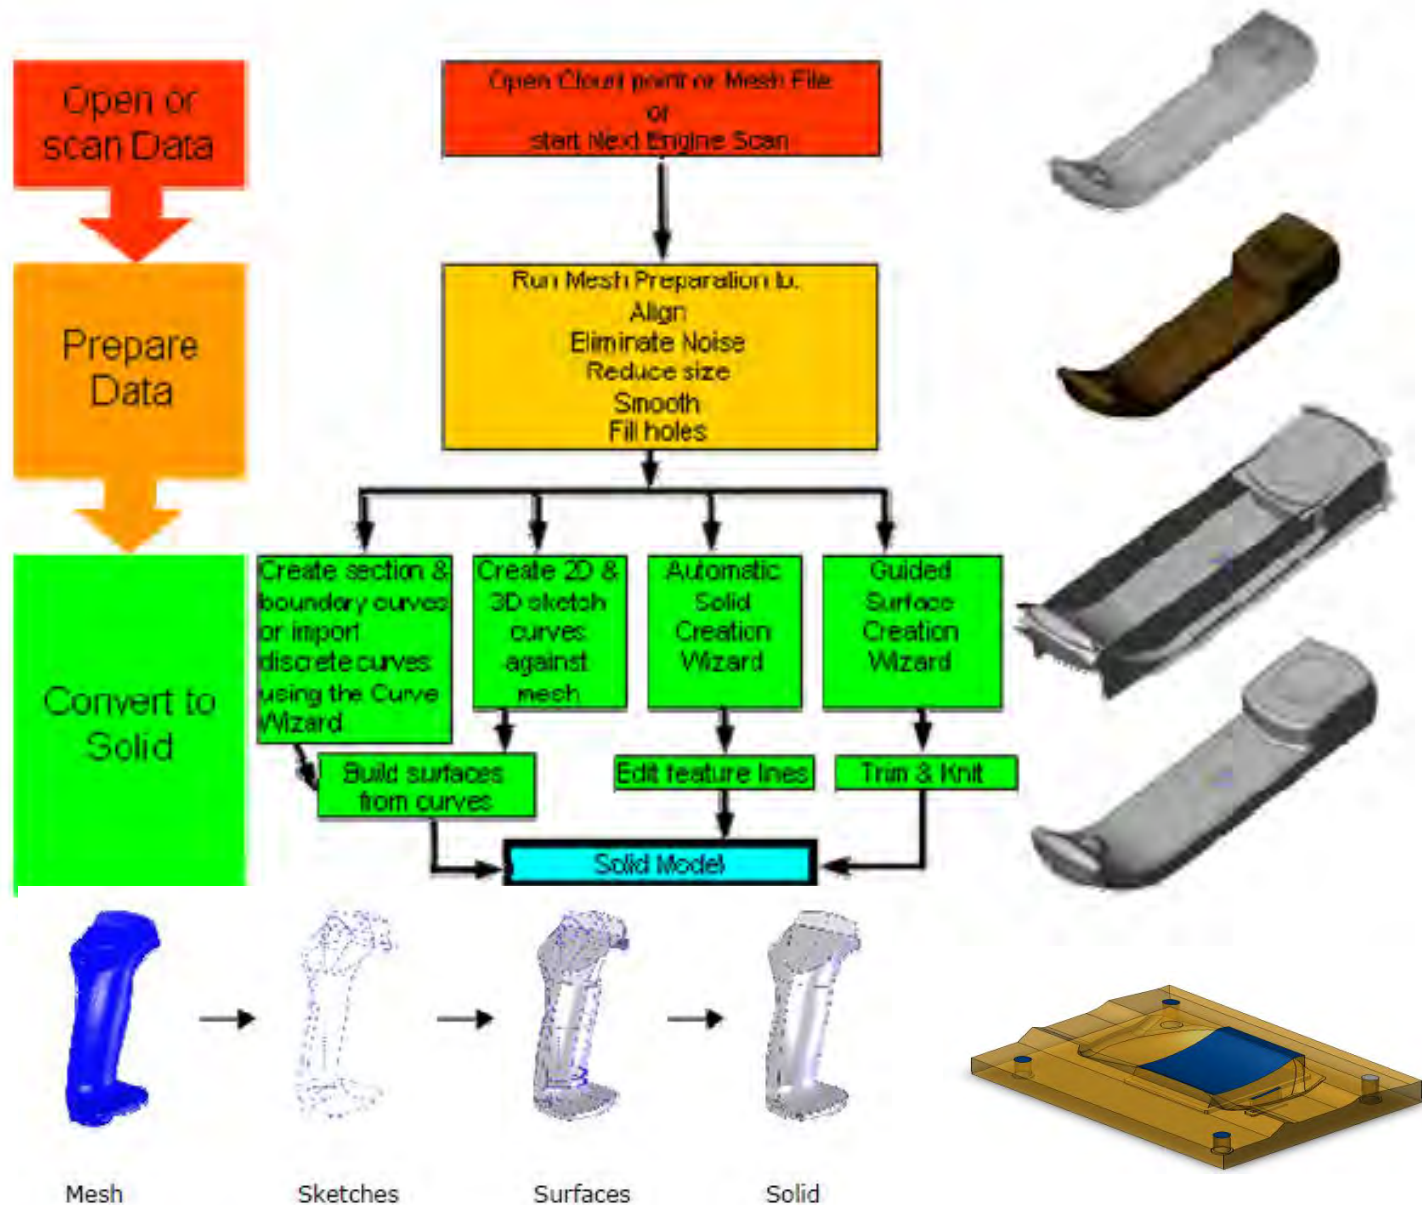 Open or
scan Data
Open Cloud point or Mesh File
or
start Next Engine Scan
Prepare
Data
Run Mesh Preparation to:
Align
Eliminate Noise
Reduce size
Smooth
Fill holes
Convert to
Solid
Create section &
boundary curves
or import
discrete curves
using the Curve
Wizard
Create 2D &
3D sketch
curves
against
mesh
Automatic
Solid
Creation
Wizard
Guided
Surface
Creation
Wizard
Build surfaces
from curves
Edit feature lines
Trim & Knit
Solid Model
Mesh
Sketches
Surfaces
Solid